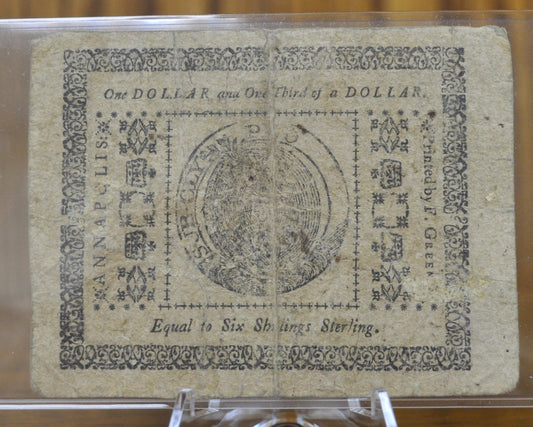 One DOLLAR and One Third of a DOLLAR.
ANNAPOLIS:
Printed by F. GREEN
Equal to Six Shillings Sterling.